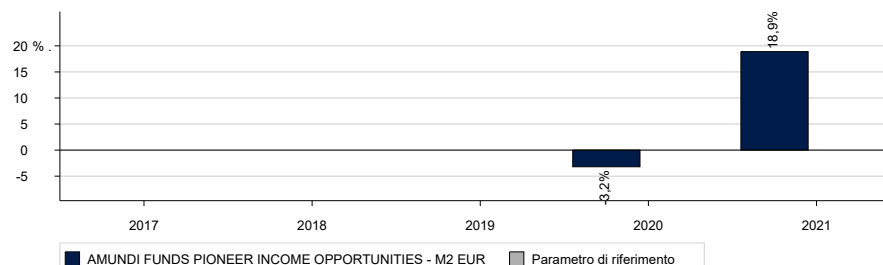 20 % .
15
10
5
0
-5
-3,2%
18,9%
2017 2018 2019 2020 2021
AMUNDI FUNDS PIONEER INCOME OPPORTUNITIES - M2 EUR Parametro di riferimento